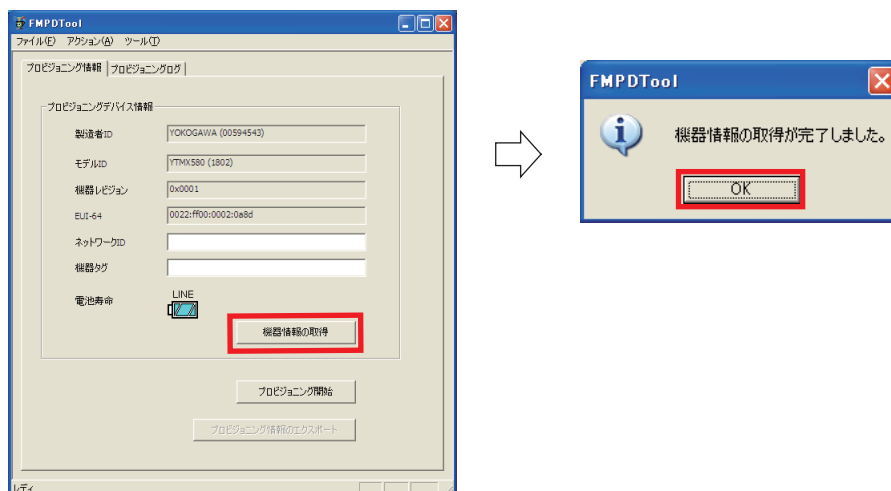 FMPDTool
ファイル(F) アクション(A) ツール(T)
プロビジョニング情報 プロビジョニングログ
プロビジョニングデバイス情報
製造者ID YOKOGAWA (00594543)
モデルID YTMX580 (1802)
機器レビジョン 0x0001
EUI-64 0022:ff00:0002:0a8d
ネットワークID
機器タグ
電池寿命 LINE
機器情報の取得
プロビジョニング開始
プロビジョニング情報のエクスポート
レディ
FMPDTool
機器情報の取得が完了しました。
OK